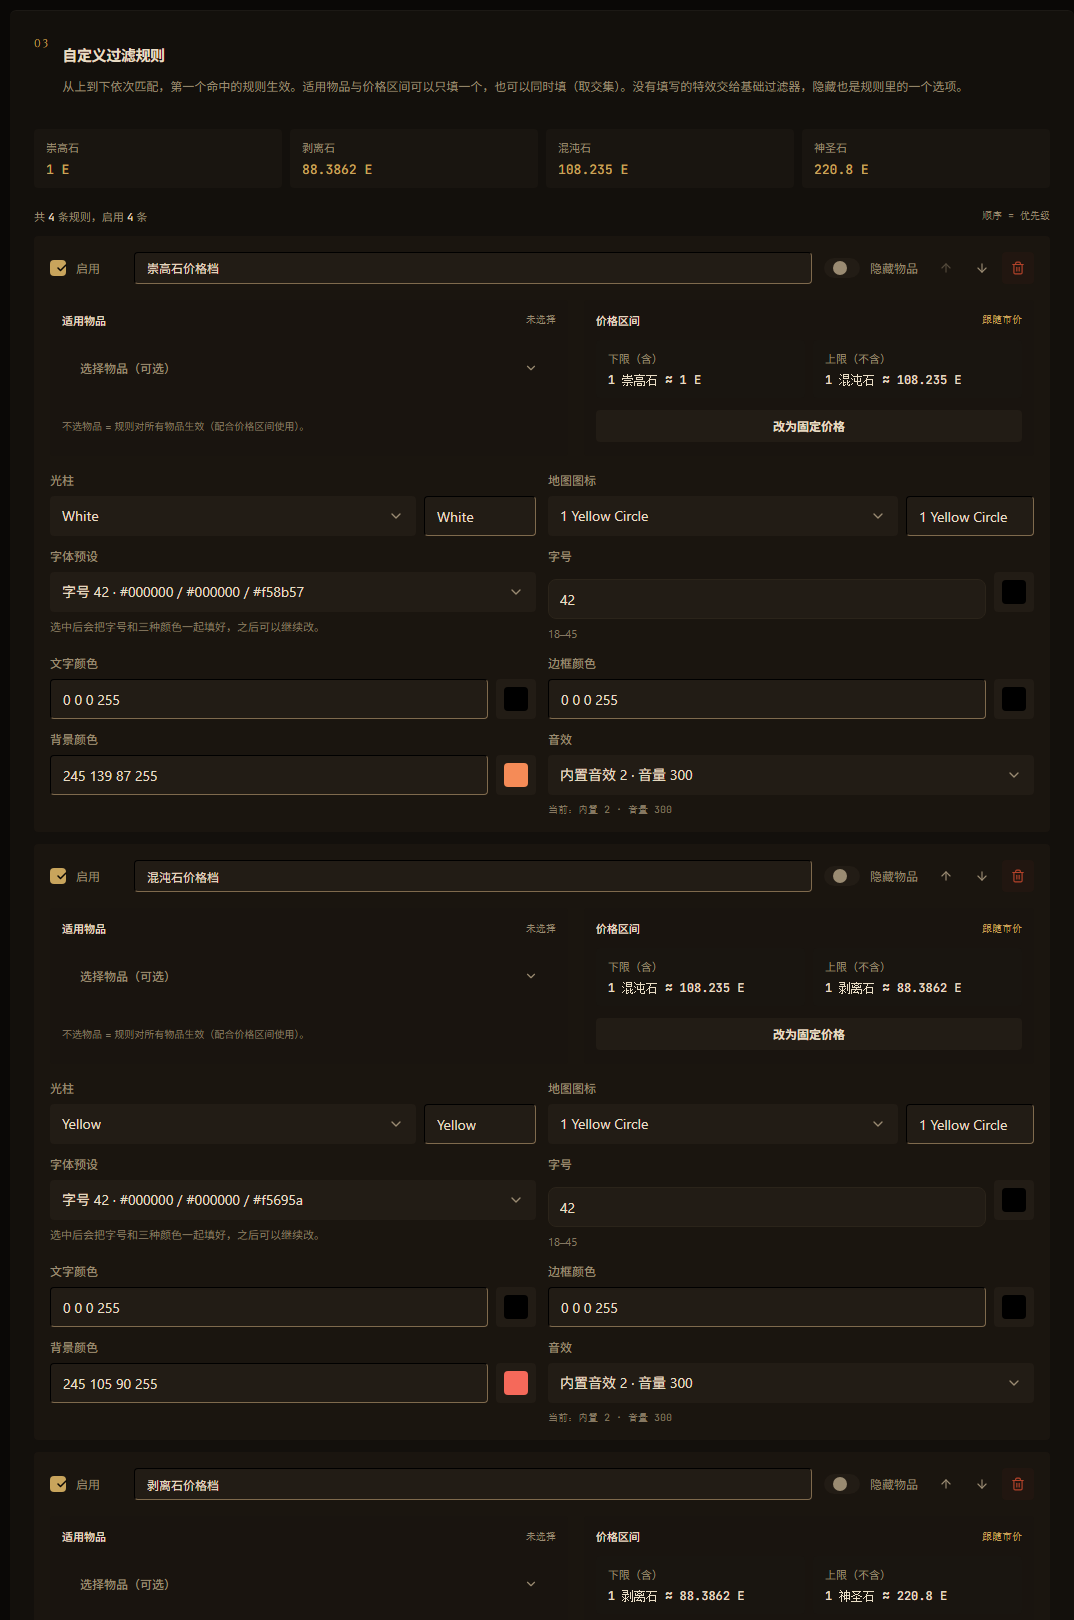 03
自定义过滤规则
从上到下依次匹配，第一个命中的规则生效。适用物品与价格区间可以只填一个，也可以同时填（取交集）。没有填写的特效交给基础过滤器，隐藏也是规则里的一个选项。
崇高石 剥离石 混沌石 神圣石
1 E 88.3862 E 108.235 E 220.8 E
共 4 条规则，启用 4 条 顺序 = 优先级
启用 崇高石价格档 隐藏物品
适用物品 未选择 价格区间 跟随市价
选择物品（可选） 下限（含） 上限（不含）
1 崇高石 ≈ 1 E 1 混沌石 ≈ 108.235 E
不选物品 = 规则对所有物品生效（配合价格区间使用）。 改为固定价格
光柱 地图图标
White White 1 Yellow Circle 1 Yellow Circle
字体预设 字号
字号 42 · #000000 / #000000 / #f58b57 42
选中后会把字号和三种颜色一起填好，之后可以继续改。 18–45
文字颜色 边框颜色
0 0 0 255 0 0 0 255
背景颜色 音效
245 139 87 255 内置音效 2 · 音量 300
当前：内置 2 · 音量 300
启用 混沌石价格档 隐藏物品
适用物品 未选择 价格区间 跟随市价
选择物品（可选） 下限（含） 上限（不含）
1 混沌石 ≈ 108.235 E 1 剥离石 ≈ 88.3862 E
不选物品 = 规则对所有物品生效（配合价格区间使用）。 改为固定价格
光柱 地图图标
Yellow Yellow 1 Yellow Circle 1 Yellow Circle
字体预设 字号
字号 42 · #000000 / #000000 / #f5695a 42
选中后会把字号和三种颜色一起填好，之后可以继续改。 18–45
文字颜色 边框颜色
0 0 0 255 0 0 0 255
背景颜色 音效
245 105 90 255 内置音效 2 · 音量 300
当前：内置 2 · 音量 300
启用 剥离石价格档 隐藏物品
适用物品 未选择 价格区间 跟随市价
选择物品（可选） 下限（含） 上限（不含）
1 剥离石 ≈ 88.3862 E 1 神圣石 ≈ 220.8 E